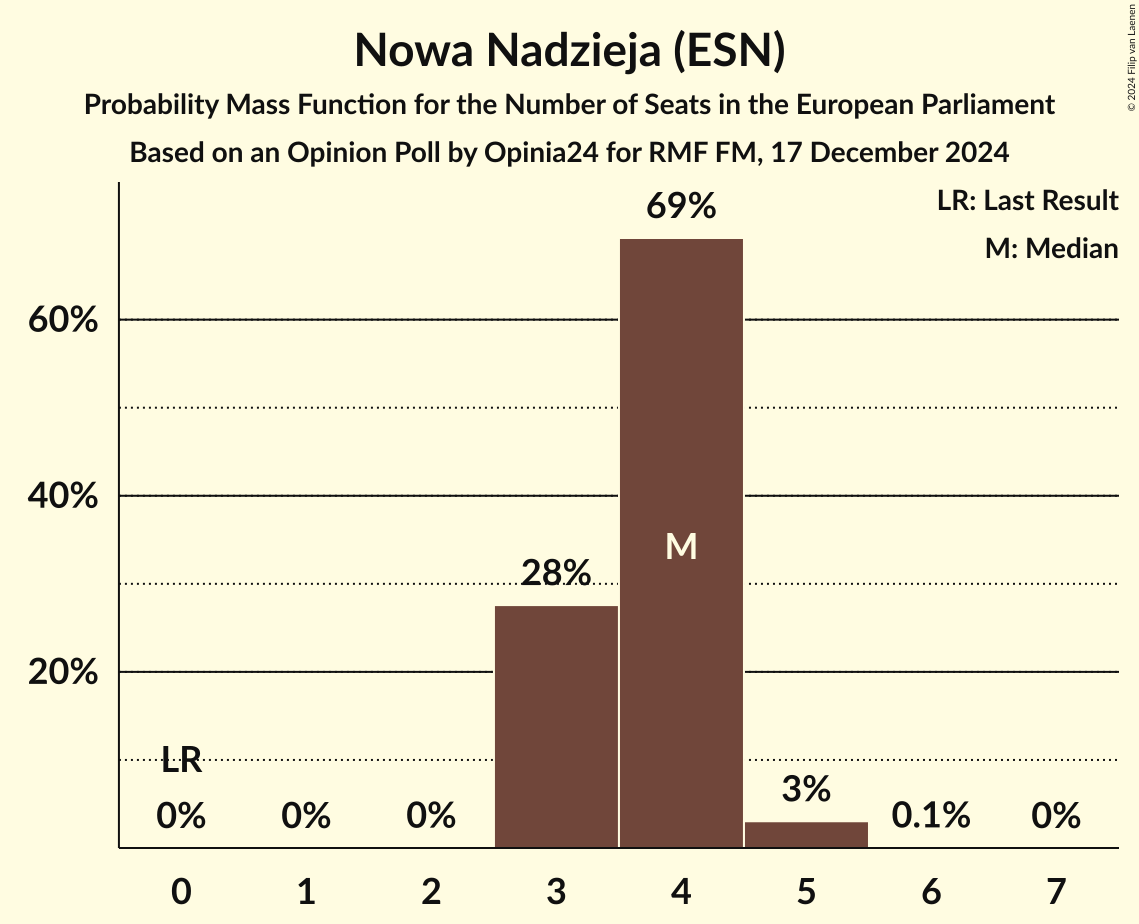 Nowa Nadzieja (ESN)
Probability Mass Function for the Number of Seats in the European Parliament
Based on an Opinion Poll by Opinia24 for RMF FM, 17 December 2024
© 2024 Filip van Laenen
LR: Last Result
M: Median
69%
60%
40%
M
28%
20%
LR
3%
0% 0% 0% 0.1% 0%
0 1 2 3 4 5 6 7